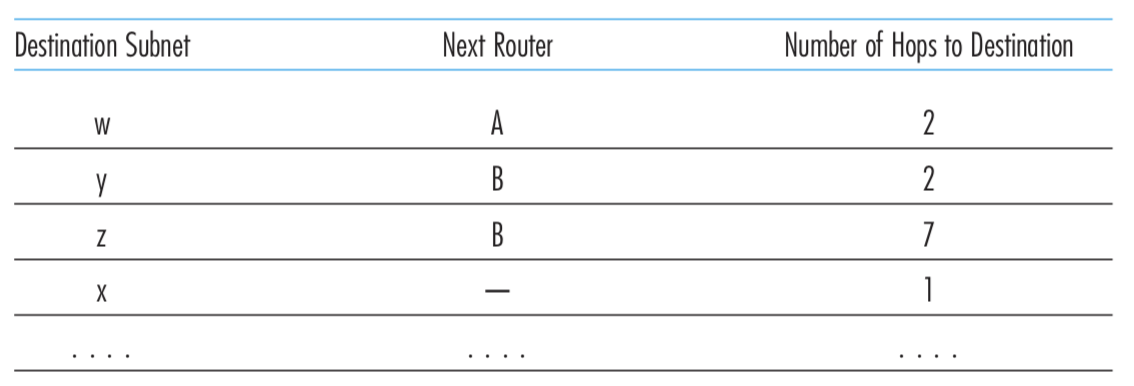 Destination Subnet Next Router Number of Hops to Destination
w A 2
y B 2
z B 7
x — 1
. . . . . . . . . . . .